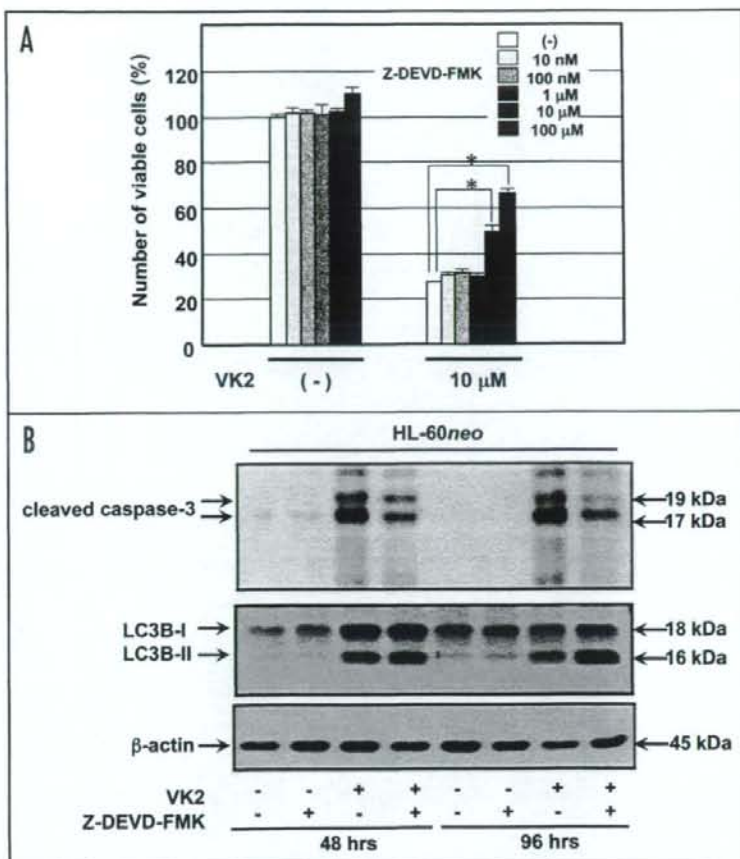 A
Z-DEVD-FMK
(-)
10 nM
100 nM
1 μM
10 μM
100 μM
Number of viable cells (%)
120
100
80
60
40
20
0
*
*
VK2
(-)
10 μM
B
HL-60neo
cleaved caspase-3
19 kDa
17 kDa
LC3B-I
18 kDa
LC3B-II
16 kDa
β-actin
45 kDa
VK2 - - + + - - + +
Z-DEVD-FMK - + - + - + - +
48 hrs 96 hrs